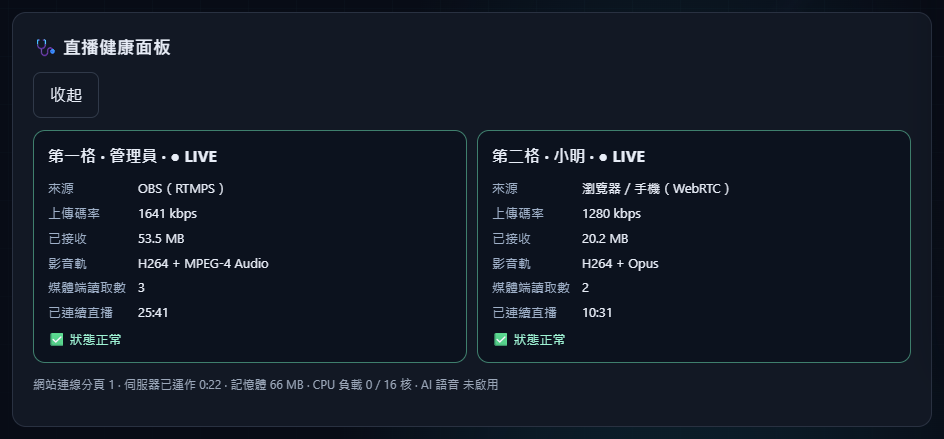 直播健康面板
收起
第一格 · 管理員 · ● LIVE
來源 OBS（RTMPS）
上傳碼率 1641 kbps
已接收 53.5 MB
影音軌 H264 + MPEG-4 Audio
媒體端讀取數 3
已連續直播 25:41
✅ 狀態正常
第二格 · 小明 · ● LIVE
來源 瀏覽器 / 手機（WebRTC）
上傳碼率 1280 kbps
已接收 20.2 MB
影音軌 H264 + Opus
媒體端讀取數 2
已連續直播 10:31
✅ 狀態正常
網站連線分頁 1 · 伺服器已運作 0:22 · 記憶體 66 MB · CPU 負載 0 / 16 核 · AI 語音 未啟用